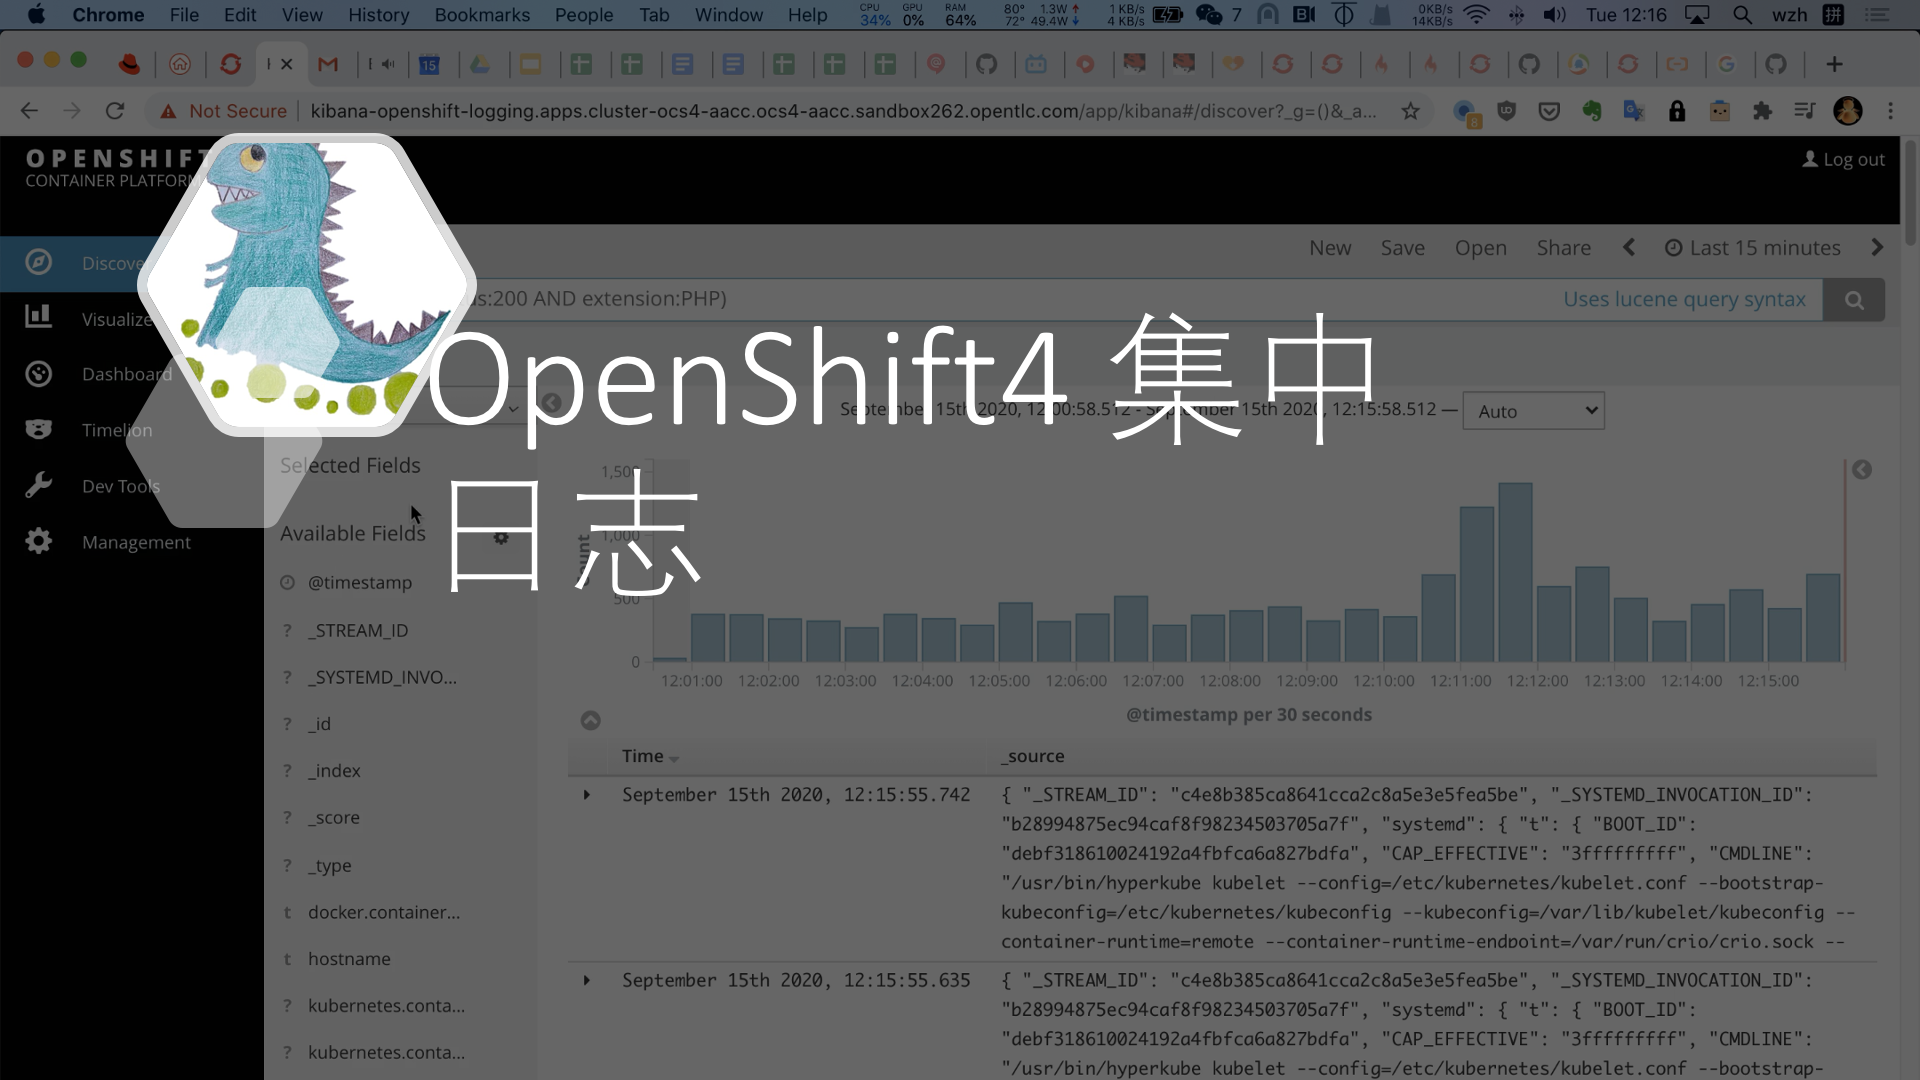 Chrome File Edit View History Bookmarks People Tab Window Help CPU 34% GPU 0% RAM 64% 80° 72° 1.3W 49.4W 1 KB/s 4 KB/s 7 0KB/s 14KB/s Tue 12:16 wzh 拼
15
Not Secure kibana-openshift-logging.apps.cluster-ocs4-aacc.ocs4-aacc.sandbox262.opentlc.com/app/kibana#/discover?_g=()&_a... 8
OPENSHIFT
CONTAINER PLATFORM
Log out
Discove
Visualize
Dashboard
Timelion
Dev Tools
Management
New Save Open Share Last 15 minutes
s:200 AND extension:PHP) Uses lucene query syntax
OpenShift4 集中
日志
September 15th 2020, 12:00:58.512 - September 15th 2020, 12:15:58.512 — Auto
Selected Fields
Available Fields
@timestamp
_STREAM_ID
_SYSTEMD_INVO...
_id
_index
_score
_type
docker.container...
hostname
kubernetes.conta...
kubernetes.conta...
Count
1,500
1,000
500
0
12:01:00 12:02:00 12:03:00 12:04:00 12:05:00 12:06:00 12:07:00 12:08:00 12:09:00 12:10:00 12:11:00 12:12:00 12:13:00 12:14:00 12:15:00
@timestamp per 30 seconds
Time _source
September 15th 2020, 12:15:55.742 { "_STREAM_ID": "c4e8b385ca8641cca2c8a5e3e5fea5be", "_SYSTEMD_INVOCATION_ID":
"b28994875ec94caf8f98234503705a7f", "systemd": { "t": { "BOOT_ID":
"debf318610024192a4fbfca6a827bdfa", "CAP_EFFECTIVE": "3fffffffff", "CMDLINE":
"/usr/bin/hyperkube kubelet --config=/etc/kubernetes/kubelet.conf --bootstrap-
kubeconfig=/etc/kubernetes/kubeconfig --kubeconfig=/var/lib/kubelet/kubeconfig --
container-runtime=remote --container-runtime-endpoint=/var/run/crio/crio.sock --
September 15th 2020, 12:15:55.635 { "_STREAM_ID": "c4e8b385ca8641cca2c8a5e3e5fea5be", "_SYSTEMD_INVOCATION_ID":
"b28994875ec94caf8f98234503705a7f", "systemd": { "t": { "BOOT_ID":
"debf318610024192a4fbfca6a827bdfa", "CAP_EFFECTIVE": "3fffffffff", "CMDLINE":
"/usr/bin/hyperkube kubelet --config=/etc/kubernetes/kubelet.conf --bootstrap-